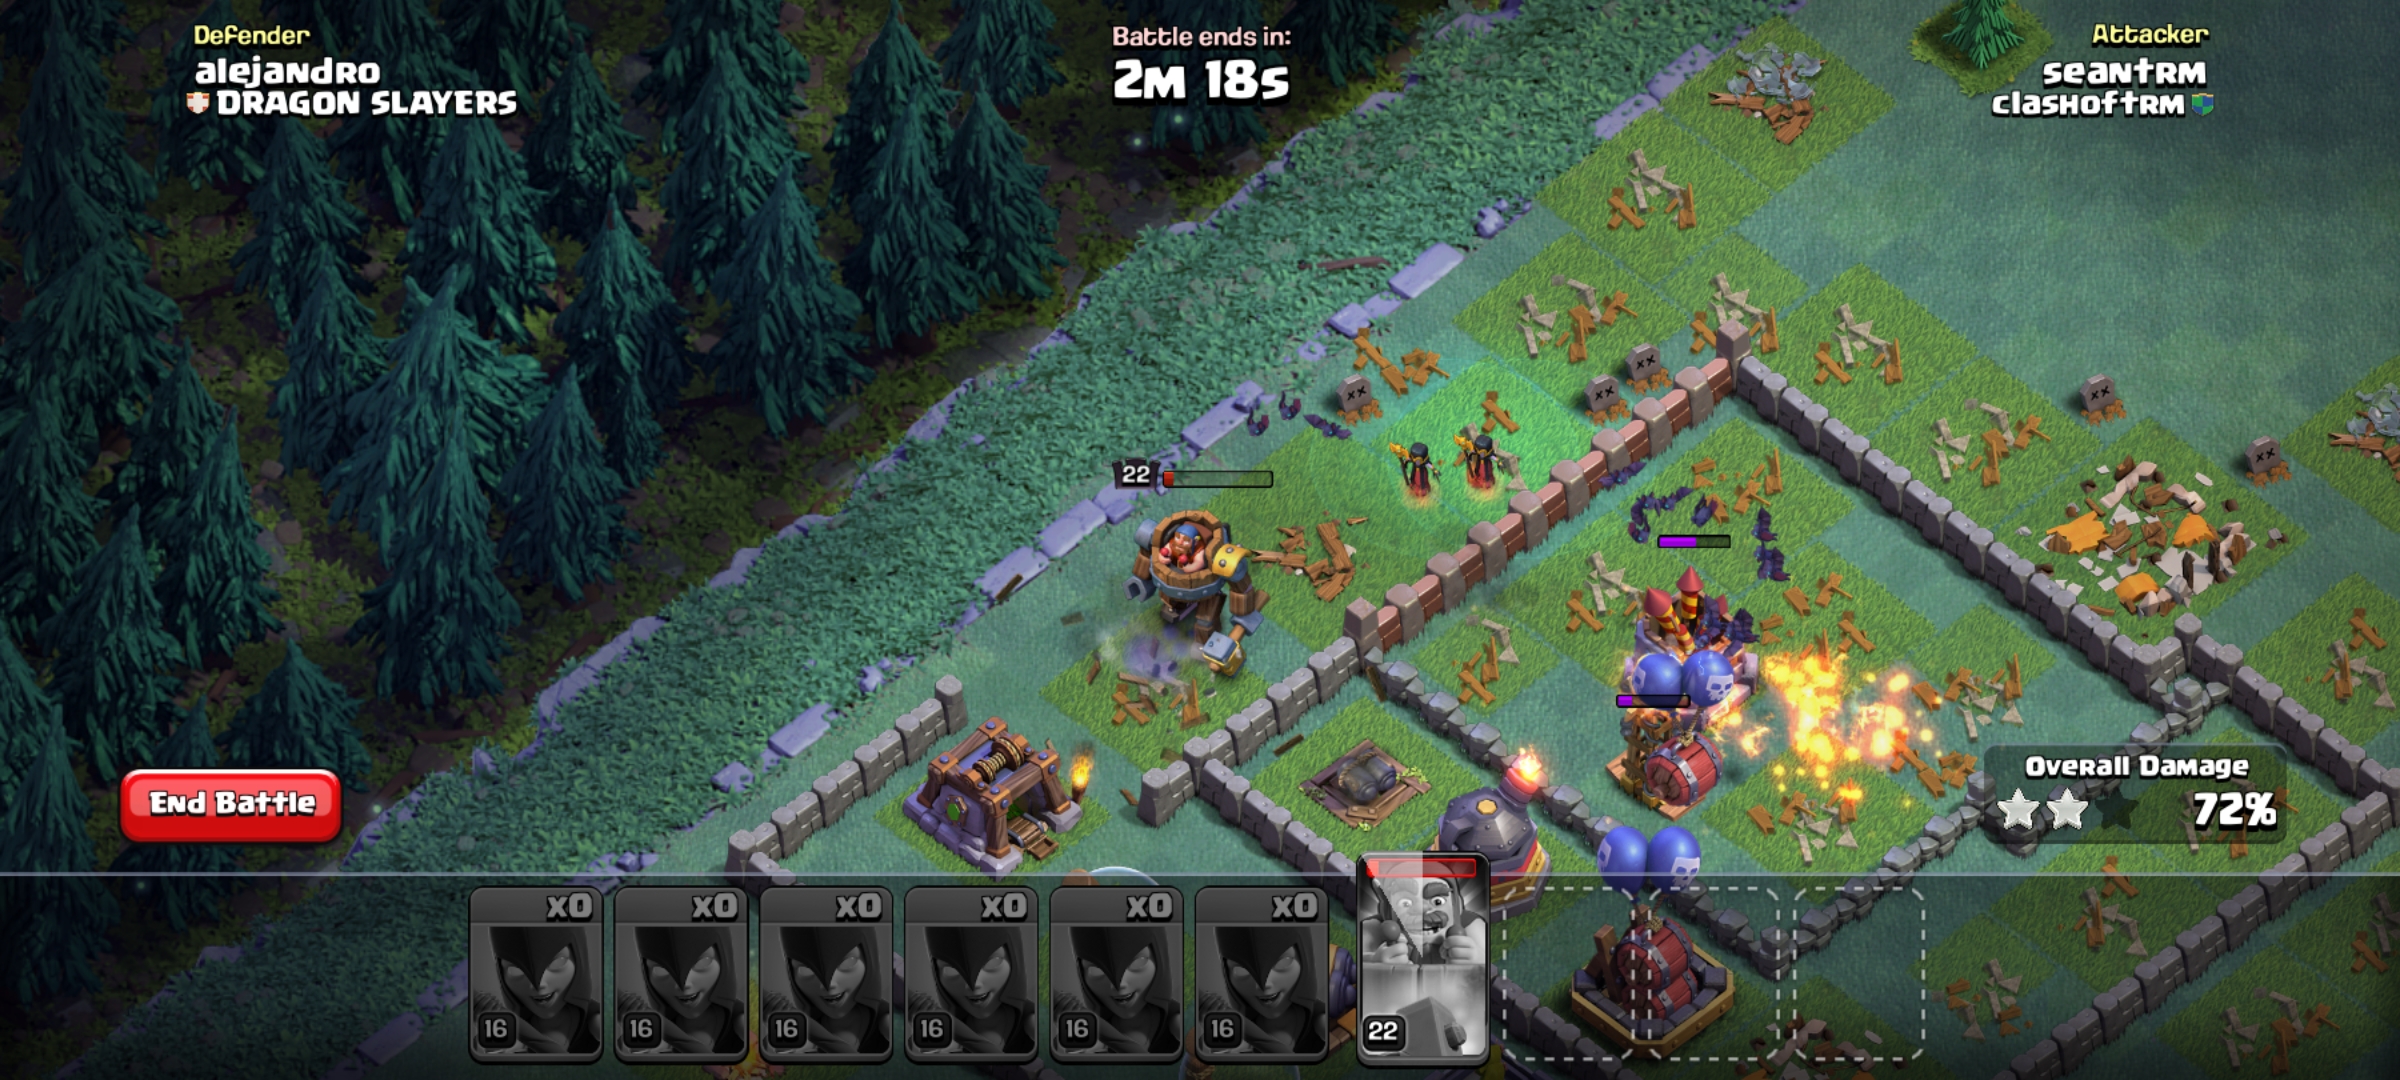 Defender
alejandro
DRAGON SLAYERS
Battle ends in:
2M 18s
Attacker
seantRM
clashoftRM
22
End Battle
Overall Damage
72%
x0
x0
x0
x0
x0
x0
16
16
16
16
16
16
22